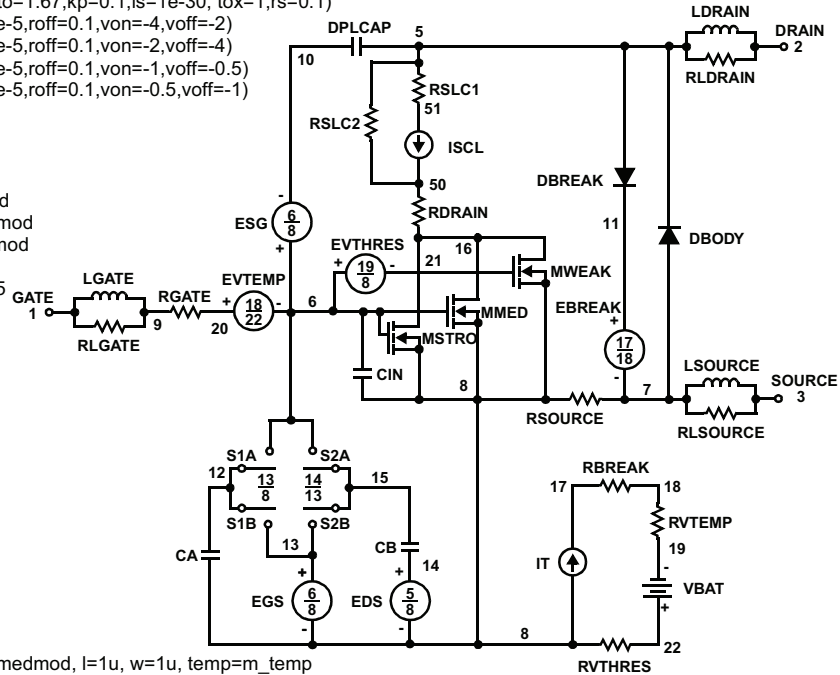 to=1.67,kp=0.1,is=1e-30, tox=1,rs=0.1)
e-5,roff=0.1,von=-4,voff=-2)
e-5,roff=0.1,von=-2,voff=-4)
e-5,roff=0.1,von=-1,voff=-0.5)
e-5,roff=0.1,von=-0.5,voff=-1)
d
mod
mod
5
LDRAIN
DPLCAP
5
DRAIN
2
10
RLDRAIN
RSLC1
51
RSLC2
ISCL
50
DBREAK
RDRAIN
11
DBODY
-
ESG
6
8
+
EVTHRES
16
21
+
19
8
-
MWEAK
LGATE
EVTEMP
GATE
1
RGATE
+
18
22
-
6
MMED
EBREAK
+
9
20
RLGATE
MSTRO
17
18
-
CIN
LSOURCE
8
7
SOURCE
3
RSOURCE
RLSOURCE
S1A
S2A
12
13
8
14
13
15
RBREAK
17
18
S1B
S2B
RVTEMP
13
CB
19
CA
14
IT
-
+
+
VBAT
EGS
6
8
EDS
5
8
+
-
-
8
22
RVTHRES
medmod, l=1u, w=1u, temp=m_temp